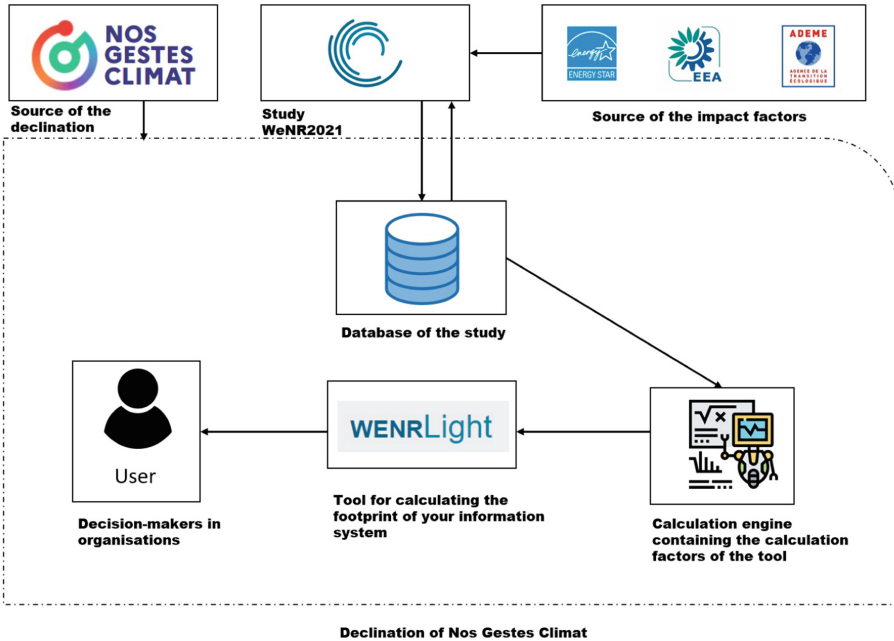 NOS
GESTES
CLIMAT
Source of the
declination
Study
WeNR2021
energy
ENERGY STAR
EEA
ADEME
AGENCE DE LA
TRANSITION
ÉCOLOGIQUE
Source of the impact factors
Database of the study
User
Decision-makers in
organisations
WENRLight
Tool for calculating the
footprint of your information
system
Calculation engine
containing the calculation
factors of the tool
Declination of Nos Gestes Climat